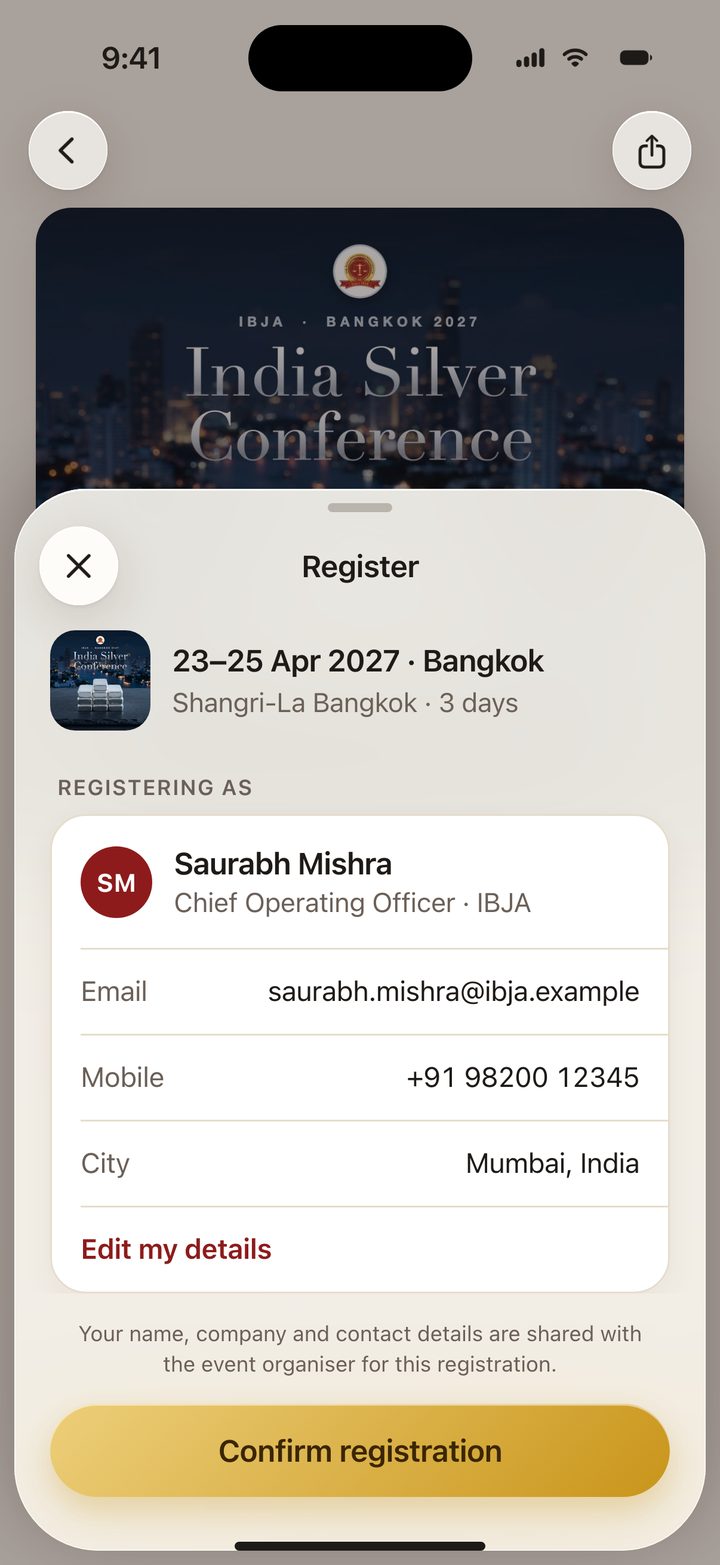 9:41
IBJA · BANGKOK 2027
India Silver
Conference
Register
India Silver
Conference
23–25 Apr 2027 · Bangkok
Shangri-La Bangkok · 3 days
REGISTERING AS
SM
Saurabh Mishra
Chief Operating Officer · IBJA
Email
saurabh.mishra@ibja.example
Mobile
+91 98200 12345
City
Mumbai, India
Edit my details
Your name, company and contact details are shared with
the event organiser for this registration.
Confirm registration